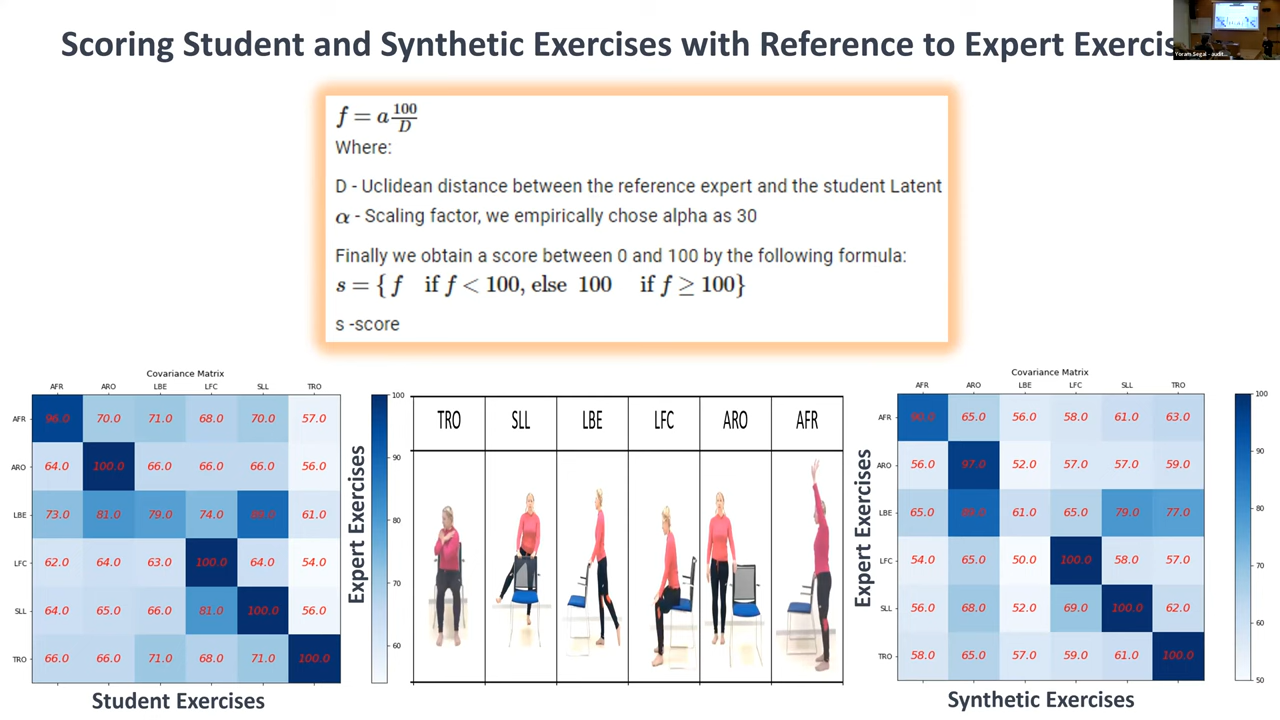 Scoring Student and Synthetic Exercises with Reference to Expert Exercis
Yoram Segal - audit...
f = a 100/D
Where:
D - Uclidean distance between the reference expert and the student Latent
α - Scaling factor, we empirically chose alpha as 30
Finally we obtain a score between 0 and 100 by the following formula:
s = { f if f < 100, else 100 if f ≥ 100}
s -score
Covariance Matrix
AFR ARO LBE LFC SLL TRO
AFR 96.0 70.0 71.0 68.0 70.0 57.0
ARO 64.0 100.0 66.0 66.0 66.0 56.0
LBE 73.0 81.0 79.0 74.0 61.0
LFC 62.0 64.0 63.0 100.0 64.0 54.0
SLL 64.0 65.0 66.0 81.0 100.0 56.0
TRO 66.0 66.0 71.0 68.0 71.0 100.0
100
90
80
70
60
Student Exercises
Expert Exercises
TRO SLL LBE LFC ARO AFR
Expert Exercises
Covariance Matrix
AFR ARO LBE LFC SLL TRO
AFR 90.0 65.0 56.0 58.0 61.0 63.0
ARO 56.0 97.0 52.0 57.0 57.0 59.0
LBE 65.0 89.0 61.0 65.0 79.0 77.0
LFC 54.0 65.0 50.0 100.0 58.0 57.0
SLL 56.0 68.0 52.0 69.0 100.0 62.0
TRO 58.0 65.0 57.0 59.0 61.0 100.0
100
90
80
70
60
50
Synthetic Exercises